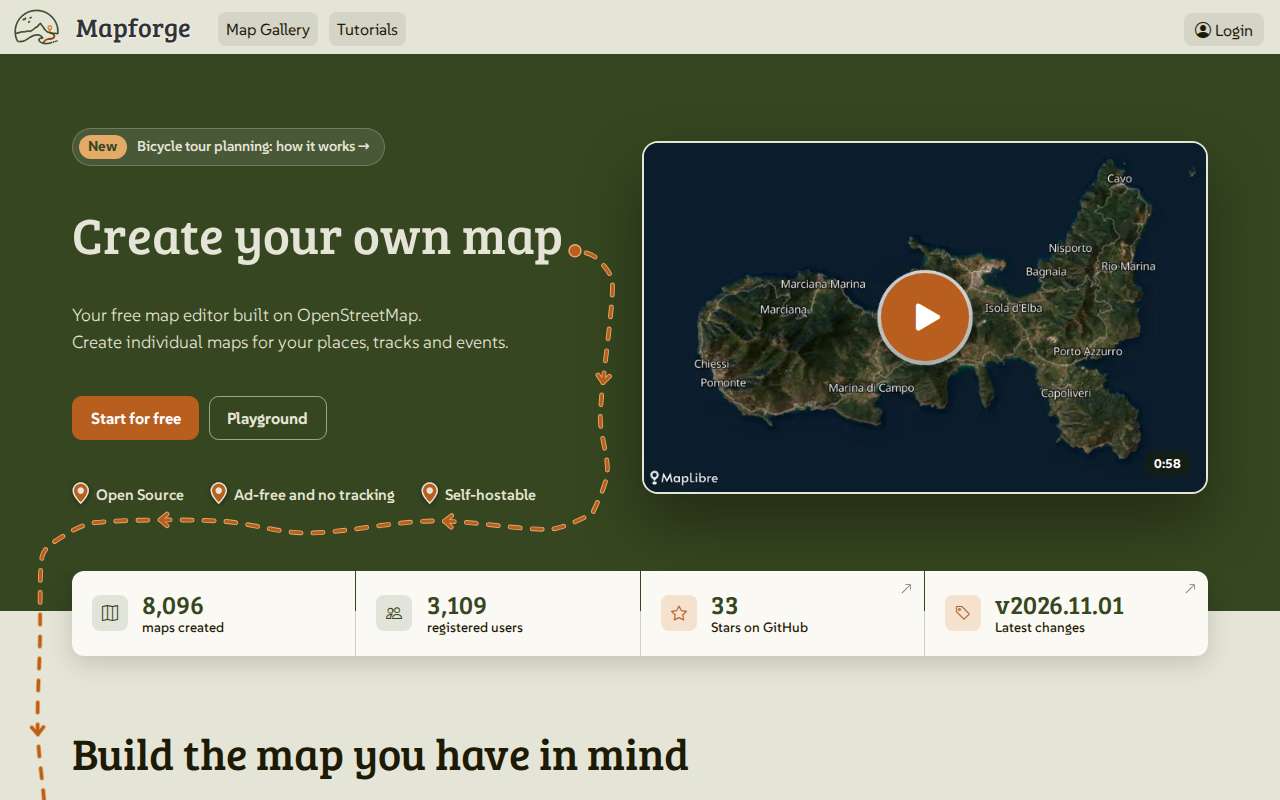 Mapforge
Map Gallery
Tutorials
Login
New
Bicycle tour planning: how it works →
Create your own map
Your free map editor built on OpenStreetMap.
Create individual maps for your places, tracks and events.
Start for free
Playground
Open Source
Ad-free and no tracking
Self-hostable
Cavo
Nisporto
Bagnaia
Rio Marina
Marciana Marina
Marciana
Isola d'Elba
Chiessi
Pomonte
Porto Azzurro
Marina di Campo
Capoliveri
0:58
MapLibre
8,096
maps created
3,109
registered users
33
Stars on GitHub
v2026.11.01
Latest changes
Build the map you have in mind